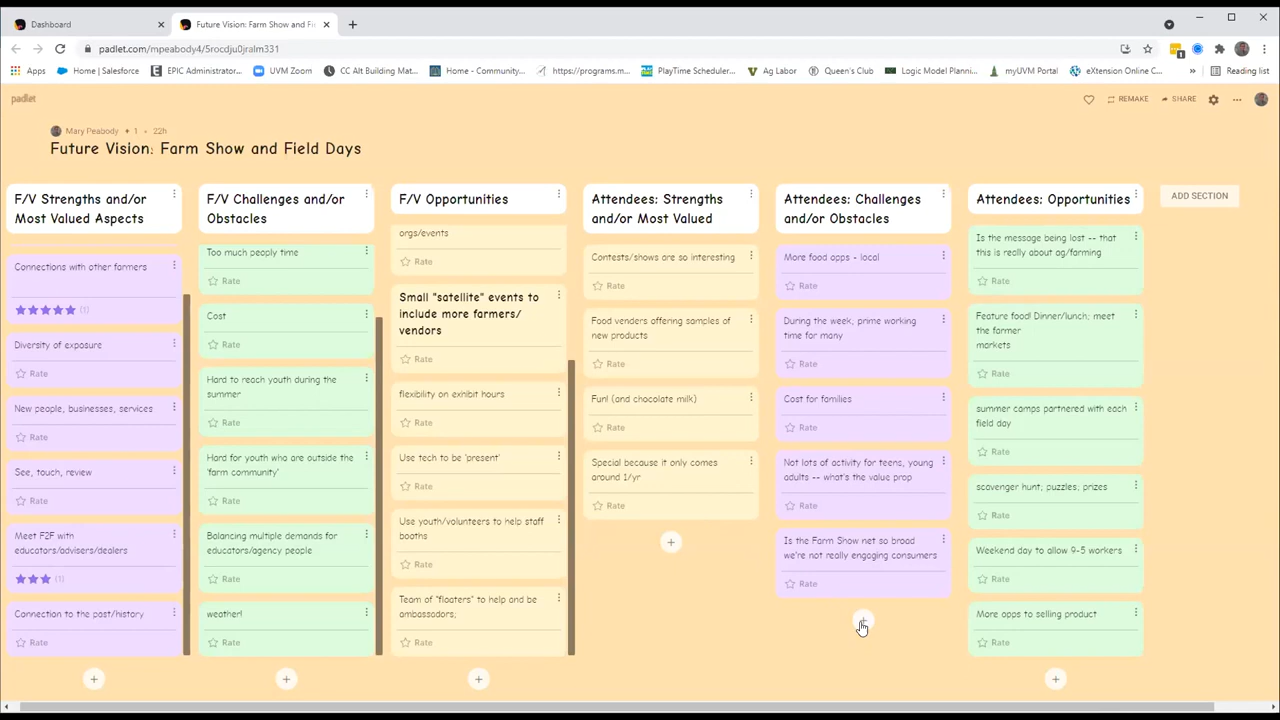 Dashboard
Future Vision: Farm Show and Fi
padlet.com/mpeabody4/5rocdju0jralm331
Apps
Home | Salesforce
EPIC Administrator...
UVM Zoom
CC Alt Building Mat...
Home - Community...
https://programs.m...
PlayTime Scheduler...
Ag Labor
Queen's Club
Logic Model Planni...
myUVM Portal
eXtension Online C...
»
Reading list
padlet
REMAKE
SHARE
Mary Peabody + 1 • 22h
Future Vision: Farm Show and Field Days
F/V Strengths and/or
Most Valued Aspects
Connections with other farmers
(1)
Diversity of exposure
Rate
New people, businesses, services
Rate
See, touch, review
Rate
Meet F2F with
educators/advisers/dealers
(1)
Connection to the past/history
Rate
F/V Challenges and/or
Obstacles
Too much peoply time
Rate
Cost
Rate
Hard to reach youth during the
summer
Rate
Hard for youth who are outside the
'farm community'
Rate
Balancing multiple demands for
educators/agency people
Rate
weather!
Rate
F/V Opportunities
orgs/events
Rate
Small "satellite" events to
include more farmers/
vendors
Rate
flexibility on exhibit hours
Rate
Use tech to be 'present'
Rate
Use youth/volunteers to help staff
booths
Rate
Team of "floaters" to help and be
ambassadors;
Rate
Attendees: Strengths
and/or Most Valued
Contests/shows are so interesting
Rate
Food venders offering samples of
new products
Rate
Fun! (and chocolate milk)
Rate
Special because it only comes
around 1/yr
Rate
Attendees: Challenges
and/or Obstacles
More food opps - local
Rate
During the week; prime working
time for many
Rate
Cost for families
Rate
Not lots of activity for teens, young
adults -- what's the value prop
Rate
Is the Farm Show net so broad
we're not really engaging consumers
Rate
Attendees: Opportunities
Is the message being lost -- that
this is really about ag/farming
Rate
Feature food! Dinner/lunch; meet
the farmer
markets
Rate
summer camps partnered with each
field day
Rate
scavenger hunt; puzzles; prizes
Rate
Weekend day to allow 9-5 workers
Rate
More opps to selling product
Rate
ADD SECTION